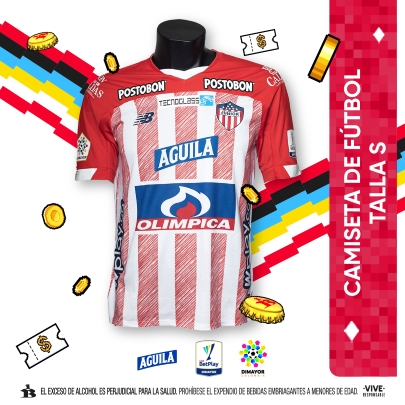 POSTOBON
POSTOBON
TECNOGLASS
AGUILA
OLIMPICA
CAMISETA DE FÚTBOL
TALLA S
AGUILA
BetPlay
DIMAYOR
EL EXCESO DE ALCOHOL ES PERJUDICIAL PARA LA SALUD. PROHÍBESE EL EXPENDIO DE BEBIDAS EMBRIAGANTES A MENORES DE EDAD.
VIVE
RESPONSABLE